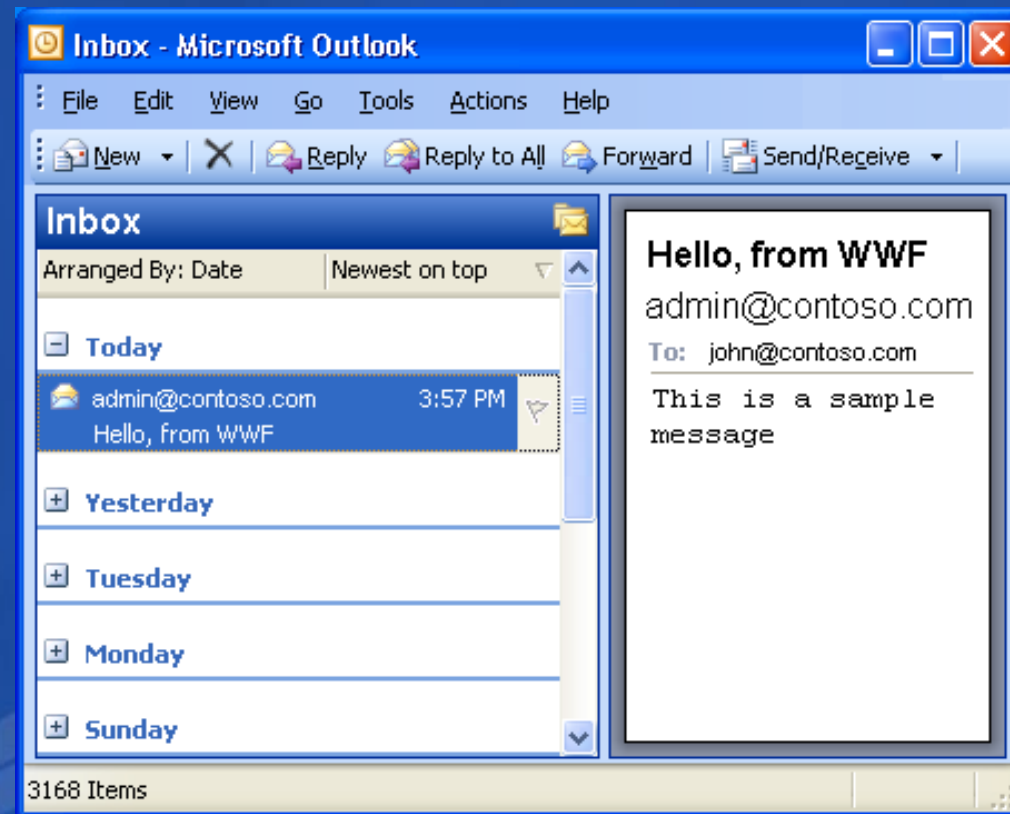 Inbox - Microsoft Outlook
File Edit View Go Tools Actions Help
New Reply Reply to All Forward Send/Receive
Inbox
Arranged By: Date Newest on top
Today
admin@contoso.com 3:57 PM
Hello, from WWF
Yesterday
Tuesday
Monday
Sunday
Hello, from WWF
admin@contoso.com
To: john@contoso.com
This is a sample
message
3168 Items